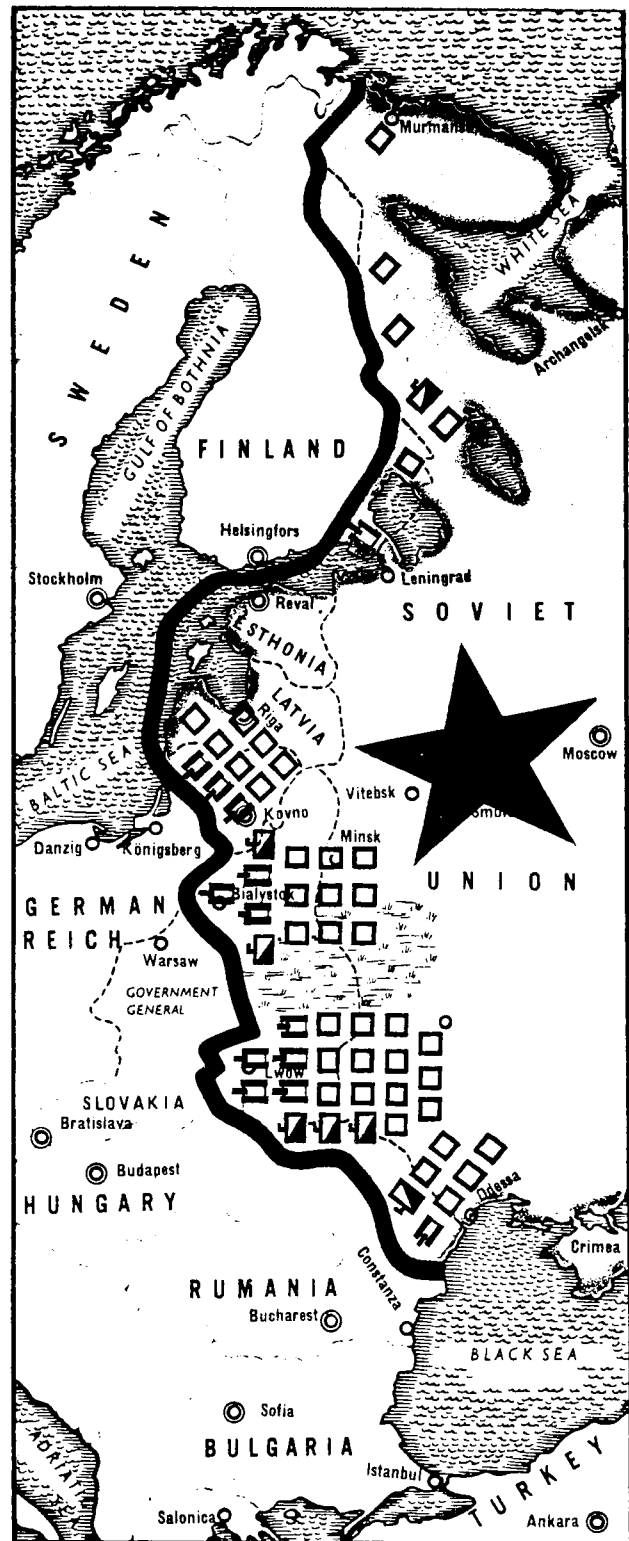 Murmansk
WHITE SEA
Archangelsk
SWEDEN
GULF OF BOTHNIA
FINLAND
Helsingfors
Stockholm
Leningrad
Reval
SOVIET
ESTHONIA
LATVIA
Riga
Moscow
BALTIC SEA
Vitebsk
Kovno
Danzig
Königsberg
Minsk
UNION
Bialystok
GERMAN
REICH
Warsaw
GOVERNMENT
GENERAL
Lwow
SLOVAKIA
Bratislava
Budapest
HUNGARY
Odessa
Crimea
Constanza
RUMANIA
Bucharest
BLACK SEA
Sofia
BULGARIA
ADRIATI
SEA
Istanbul
TURKEY
Salonica
Ankara